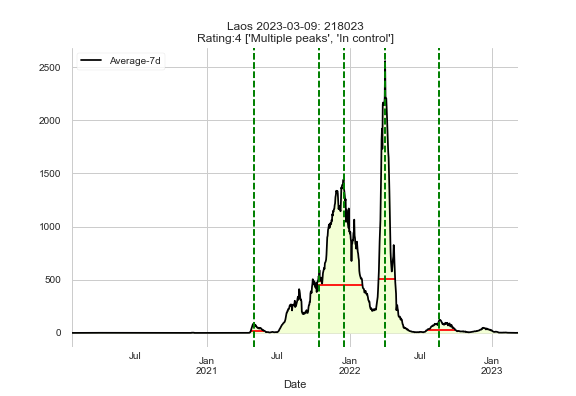 Laos 2023-03-09: 218023
Rating:4 ['Multiple peaks', 'In control']
Average-7d
2500
2000
1500
1000
500
0
Jul
Jan
2021
Jul
Jan
2022
Jul
Jan
2023
Date